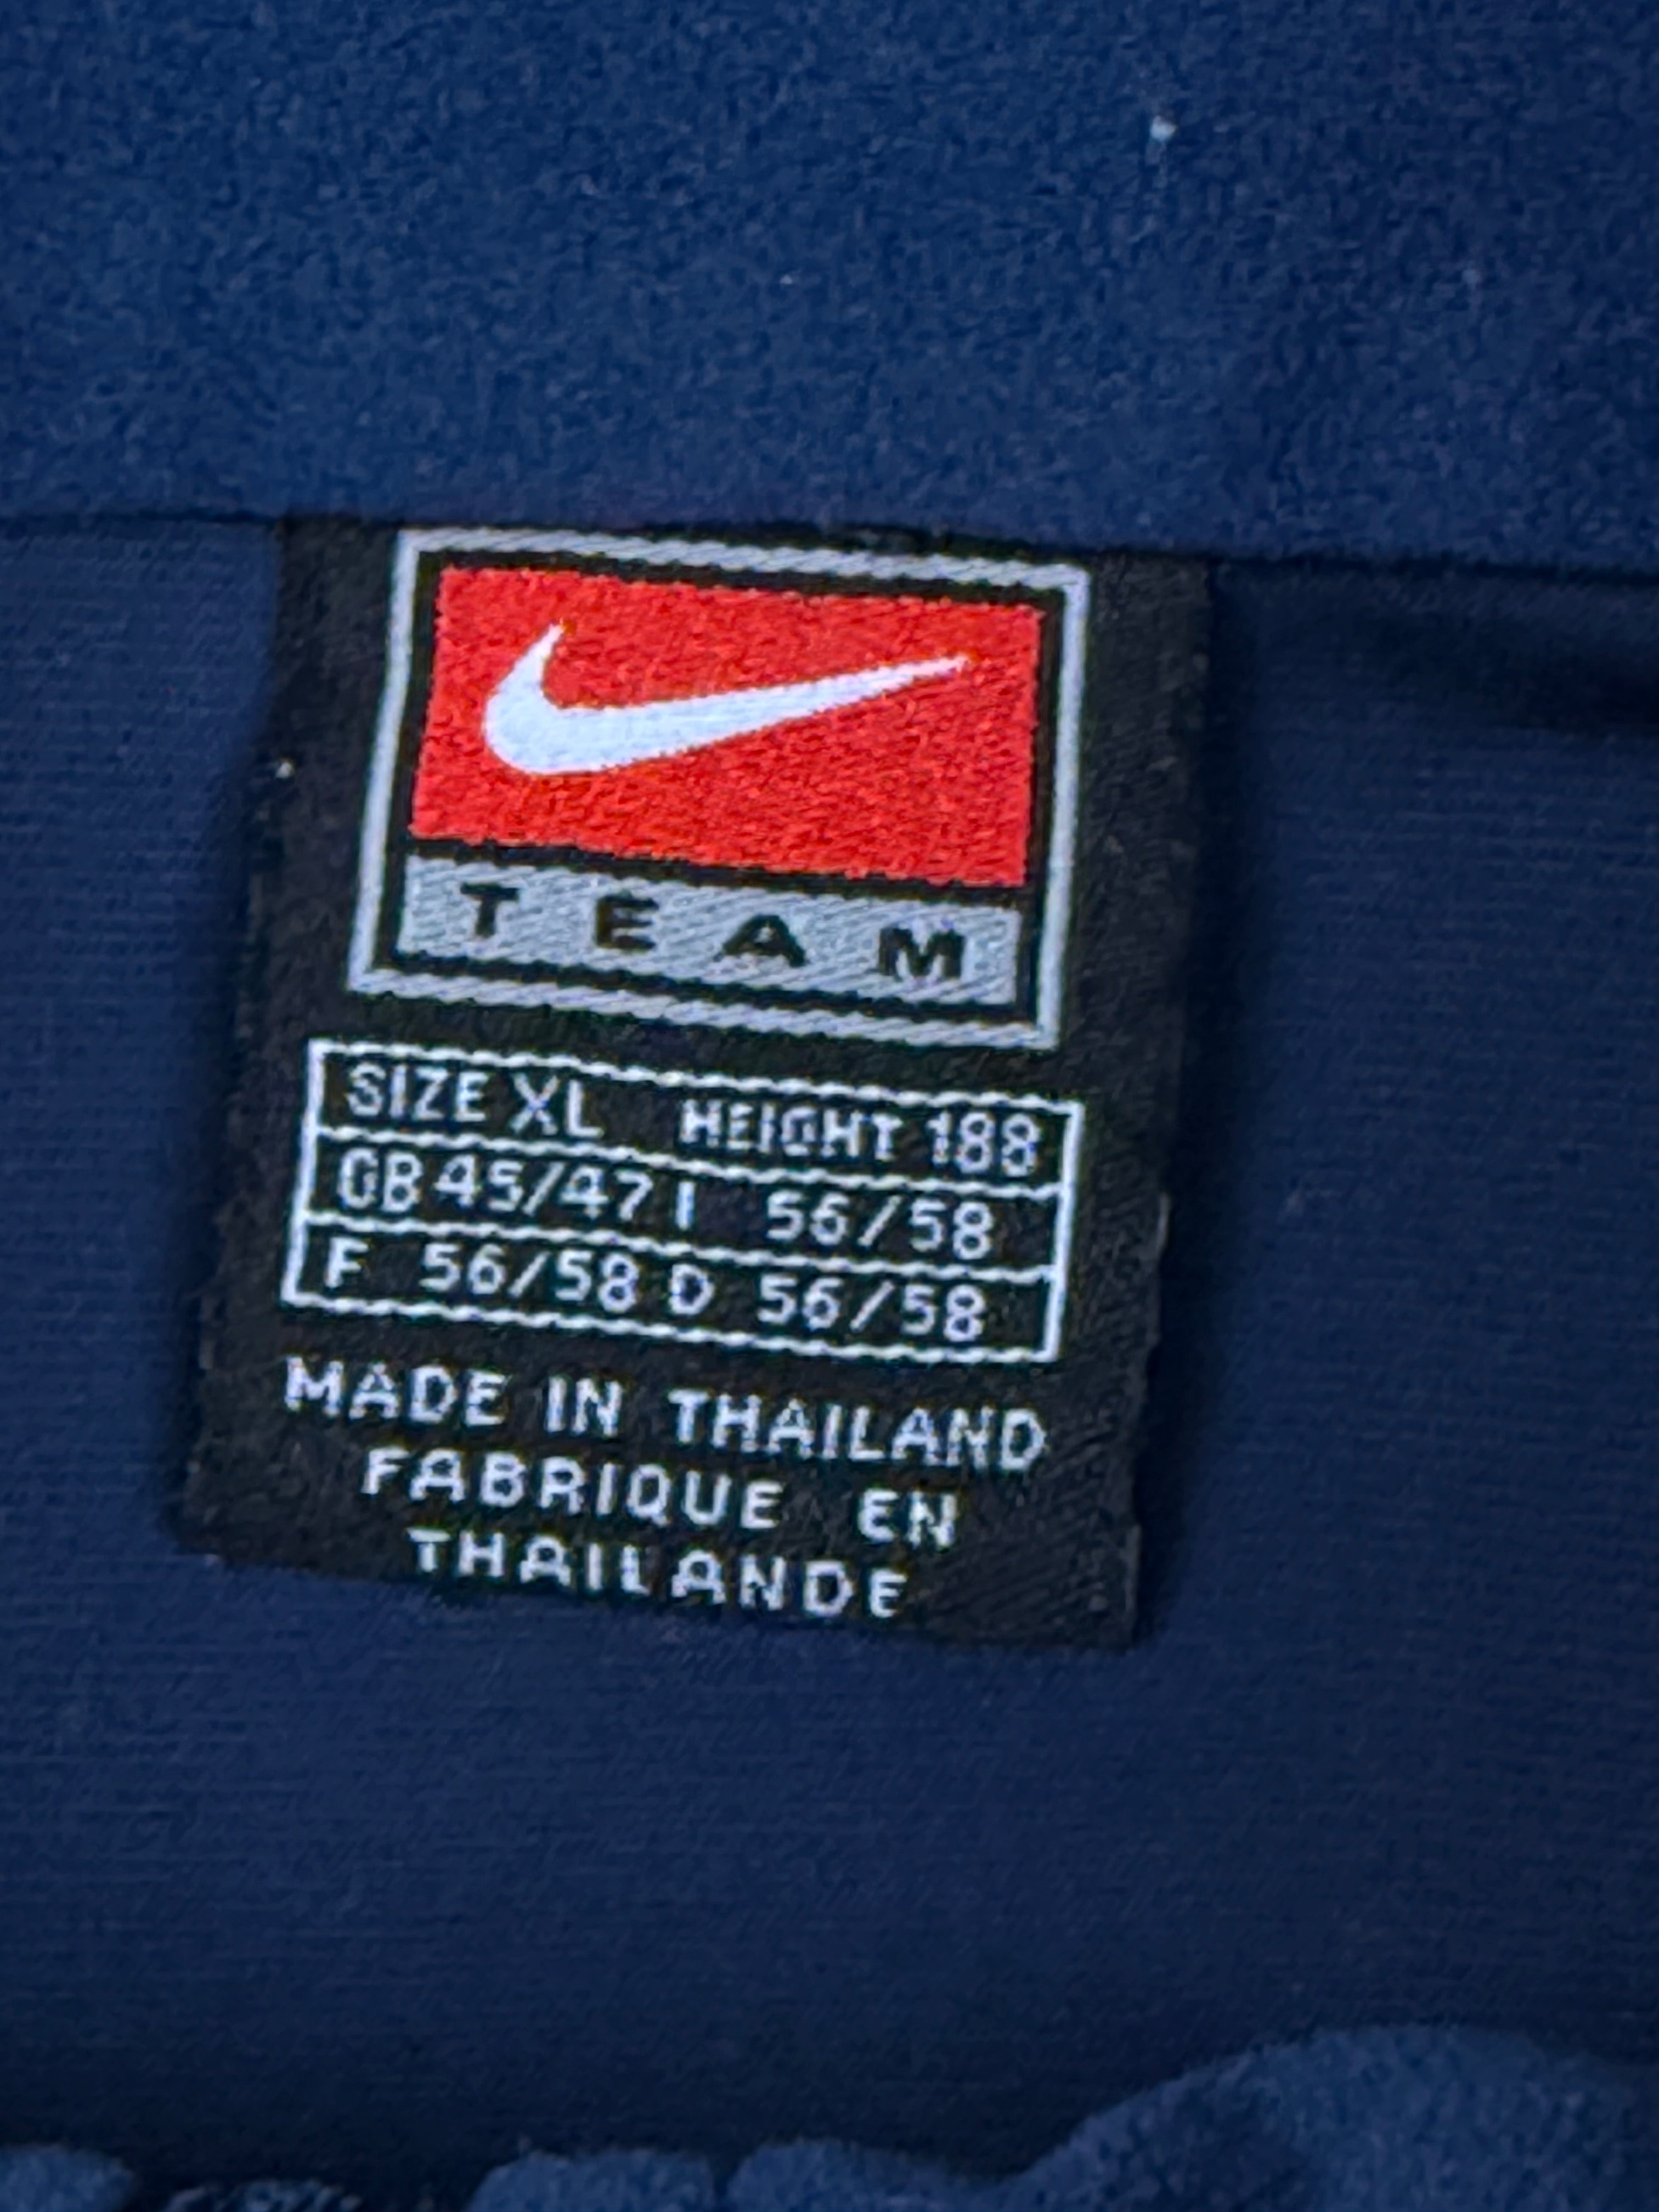 TEAM
SIZE XL HEIGHT 188
GB 45/47 I 56/58
F 56/58 D 56/58
MADE IN THAILAND
FABRIQUE EN
THAILANDE